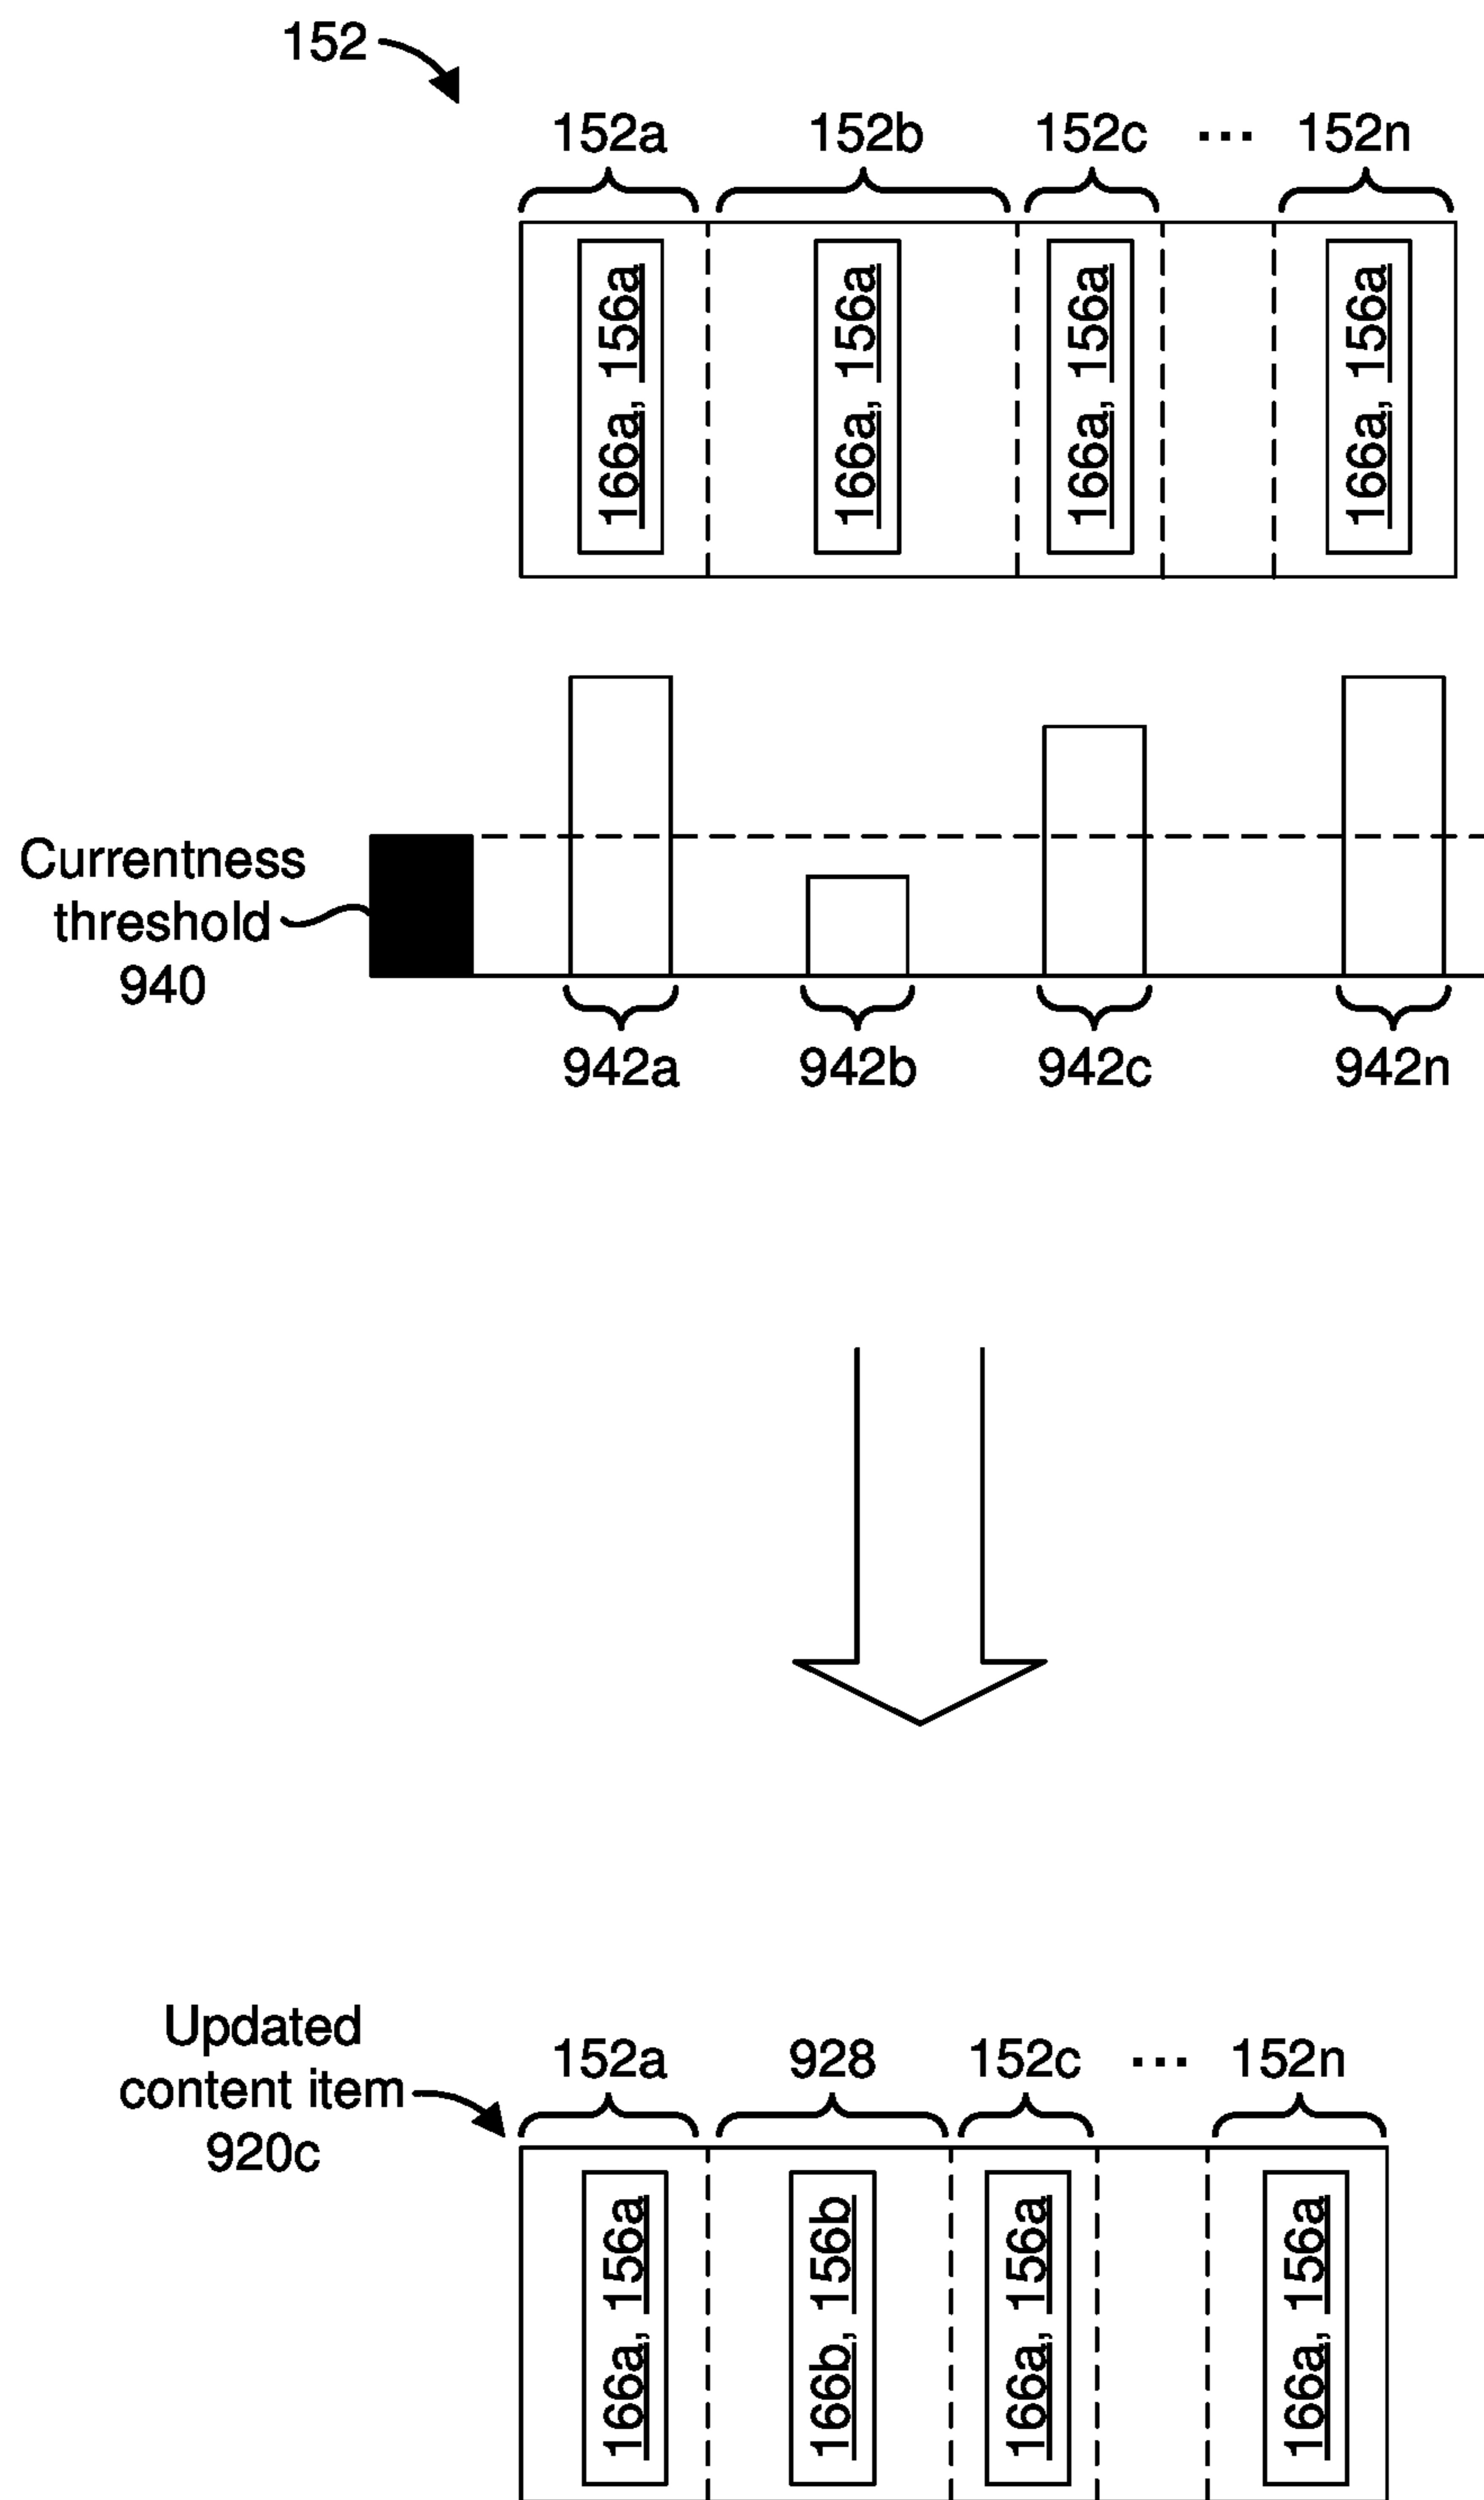 152
152a 152b 152c ... 152n
166a, 156a 166a, 156a 166a, 156a 166a, 156a
Currentness
threshold
940
942a 942b 942c 942n
Updated
content item
920c
152a 928 152c ... 152n
166a, 156a 166b, 156b 166a, 156a 166a, 156a